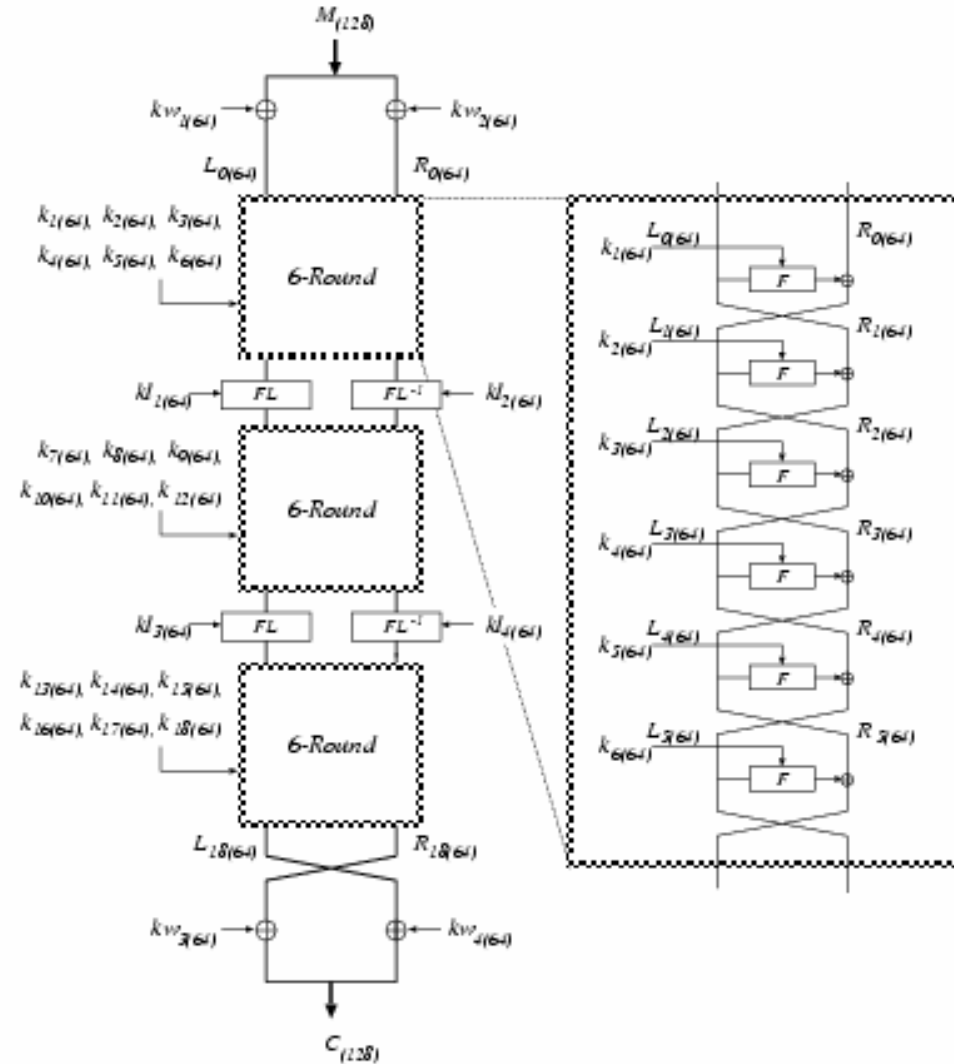 M(128)
kw1(64) kw2(64)
L0(64) R0(64)
k1(64), k2(64), k3(64),
k4(64), k5(64), k6(64)
6-Round
kl1(64) FL FL-1 kl2(64)
k7(64), k8(64), k9(64),
k10(64), k11(64), k12(64)
6-Round
kl3(64) FL FL-1 kl4(64)
k13(64), k14(64), k15(64),
k16(64), k17(64), k18(64)
6-Round
L18(64) R18(64)
kw3(64) kw4(64)
C(128)
L0(64) R0(64)
k1(64) F
L1(64) R1(64)
k2(64) F
L2(64) R2(64)
k3(64) F
L3(64) R3(64)
k4(64) F
L4(64) R4(64)
k5(64) F
L5(64) R5(64)
k6(64) F